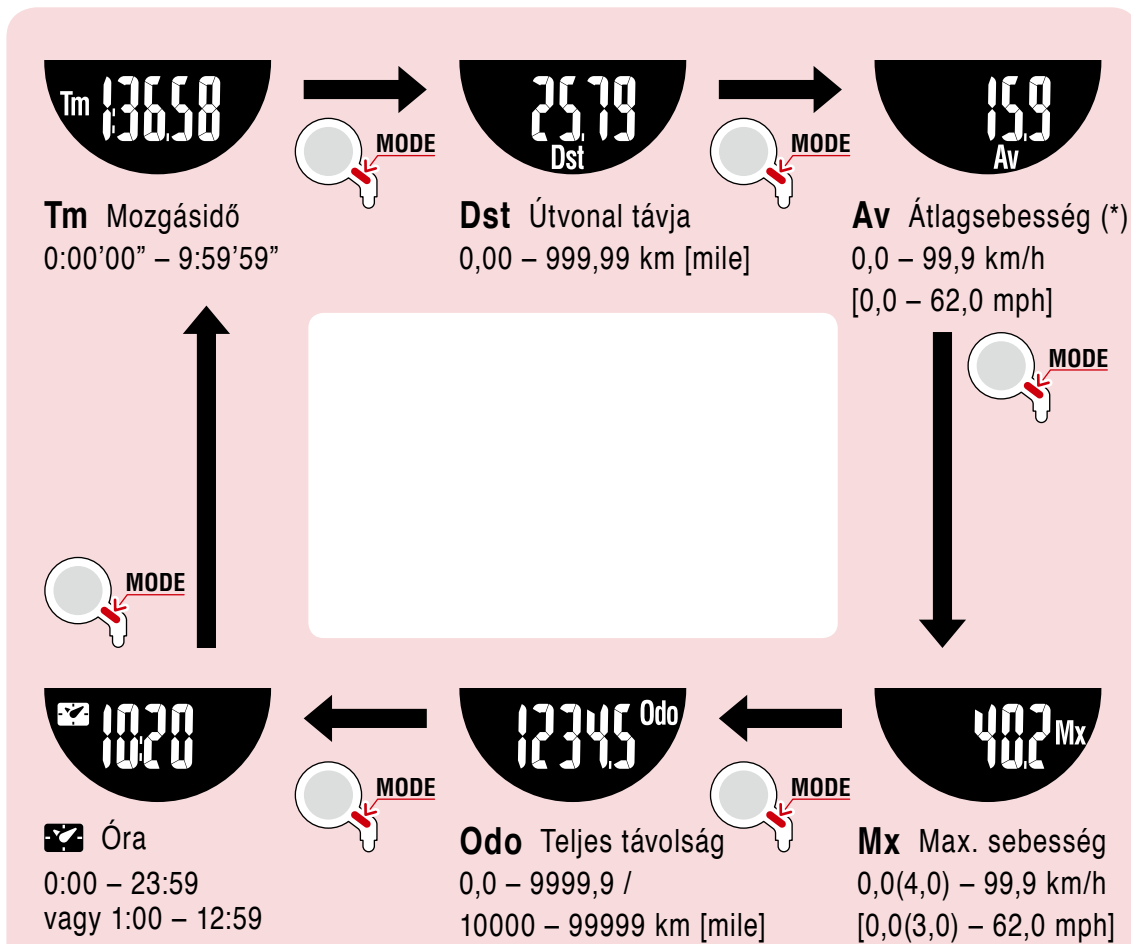 Tm 1:36.58
MODE
25.79
Dst
MODE
15.9
Av
Tm Mozgásidő
0:00’00” – 9:59’59”
Dst Útvonal távja
0,00 – 999,99 km [mile]
Av Átlagsebesség (*)
0,0 – 99,9 km/h
[0,0 – 62,0 mph]
MODE
MODE
10:20
MODE
1234.5 Odo
MODE
40.2 Mx
Óra
0:00 – 23:59
vagy 1:00 – 12:59
Odo Teljes távolság
0,0 – 9999,9 /
10000 – 99999 km [mile]
Mx Max. sebesség
0,0(4,0) – 99,9 km/h
[0,0(3,0) – 62,0 mph]